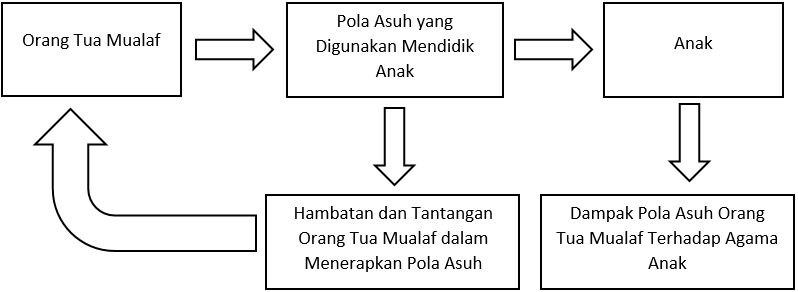 Orang Tua Mualaf
Pola Asuh yang
Digunakan Mendidik
Anak
Anak
Hambatan dan Tantangan
Orang Tua Mualaf dalam
Menerapkan Pola Asuh
Dampak Pola Asuh Orang
Tua Mualaf Terhadap Agama
Anak